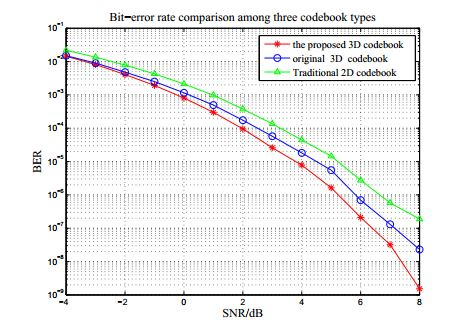 Bit-error rate comparison among three codebook types
10^-1
10^-2
10^-3
10^-4
10^-5
10^-6
10^-7
10^-8
10^-9
BER
the proposed 3D codebook
original 3D codebook
Traditional 2D codebook
-4 -2 0 2 4 6 8
SNR/dB